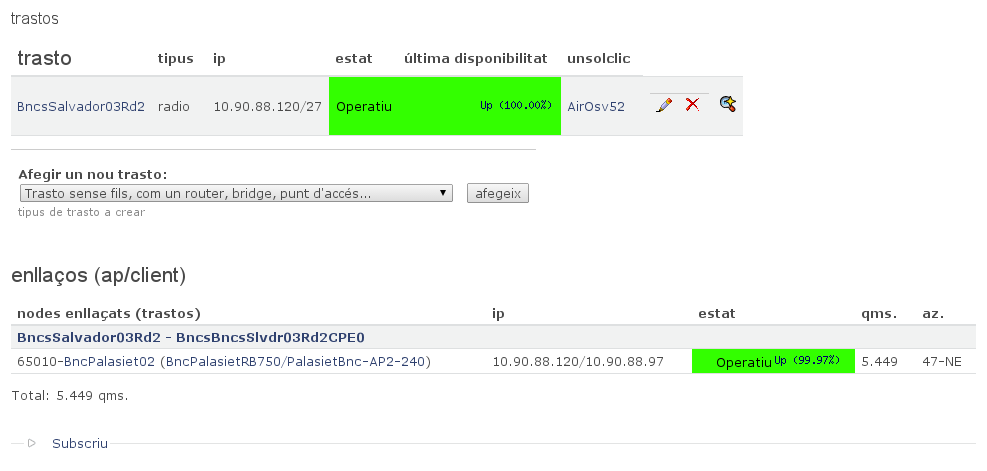 trastos
trasto tipus ip estat última disponibilitat unsolclic
BncsSalvador03Rd2 radio 10.90.88.120/27 Operatiu Up (100.00%) AirOsv52
Afegir un nou trasto:
Trasto sense fils, com un router, bridge, punt d'accés... afegeix
tipus de trasto a crear
enllaços (ap/client)
nodes enllaçats (trastos) ip estat qms. az.
BncsSalvador03Rd2 - BncsBncsSlvdr03Rd2CPE0
65010-BncPalasiet02 (BncPalasietRB750/PalasietBnc-AP2-240) 10.90.88.120/10.90.88.97 Operatiu Up (99.97%) 5.449 47-NE
Total: 5.449 qms.
Subscriu